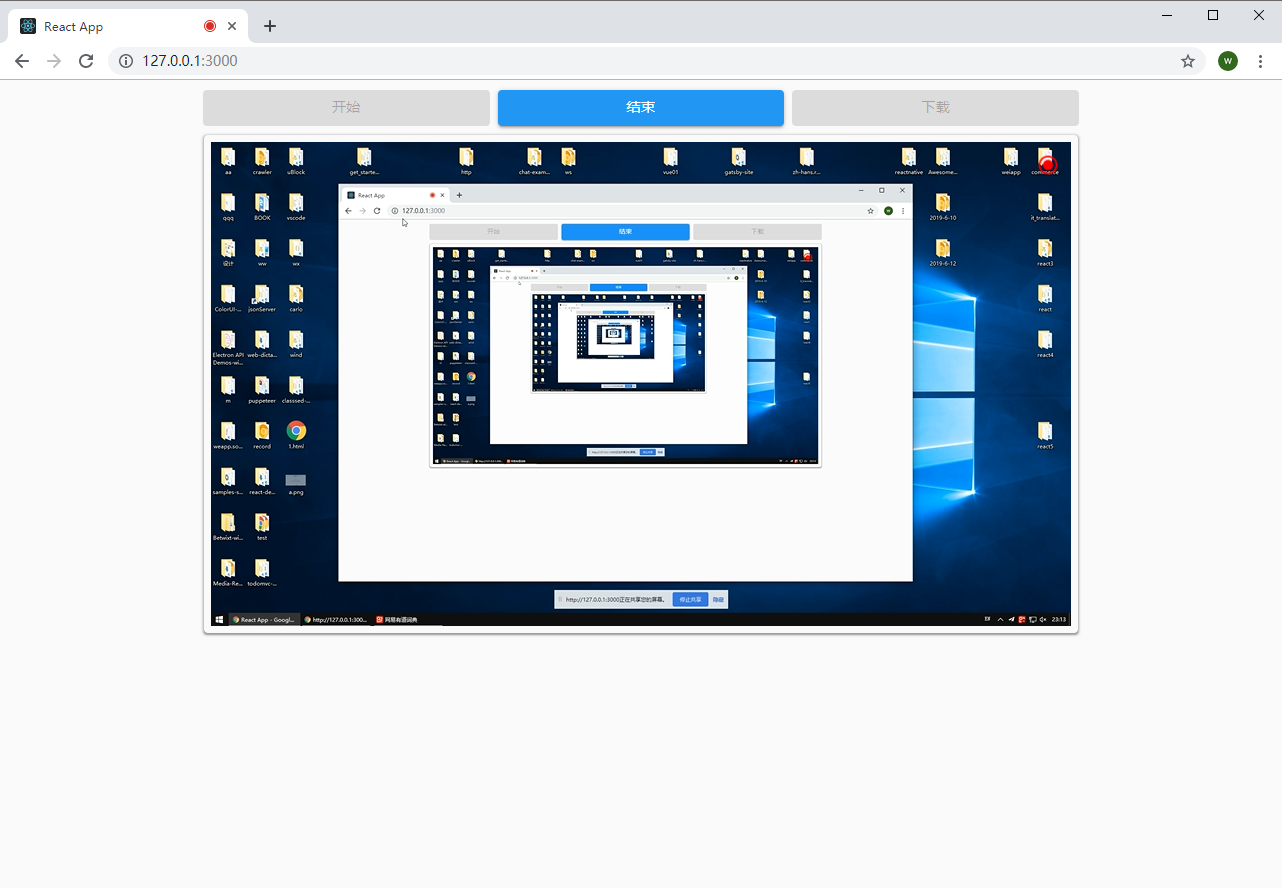 React App
127.0.0.1:3000
W
开始 结束 下载
aa crawler uBlock get_starte... http chat-exam... ws vue01 gatsby-site zh-hans.r... reactnative Awesome... weiapp commerce
React App
127.0.0.1:3000
qqq BOOK vscode 2019-6-10 it_translat...
开始 结束 下载
设计 ww wx 2019-6-12 react3
ColorUI-... jsonServer carlo react
Electron API Demos-wi... web-dicta... wind react4
m puppeteer classsed-...
weapp.so... record 1.html react5
samples-s... react-de... a.png
Betwixt-wi... test
Media-Re... todomvc-...
http://127.0.0.1:3000正在共享您的屏幕。 停止共享 隐藏
React App - Googl... http://127.0.0.1:300... 网易有道词典 23:13